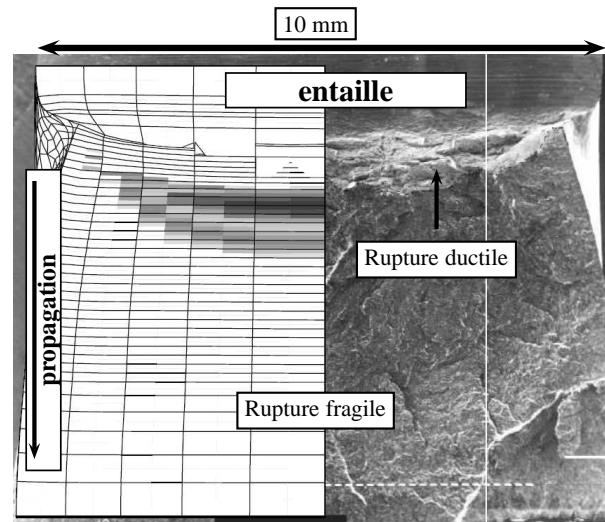 10 mm
entaille
Rupture ductile
propagation
Rupture fragile